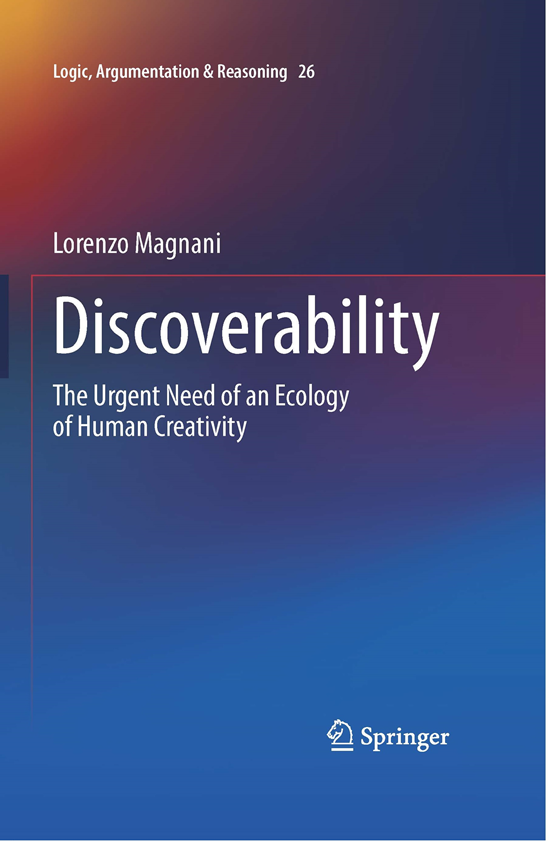 Logic, Argumentation & Reasoning 26
Lorenzo Magnani
Discoverability
The Urgent Need of an Ecology
of Human Creativity
Springer